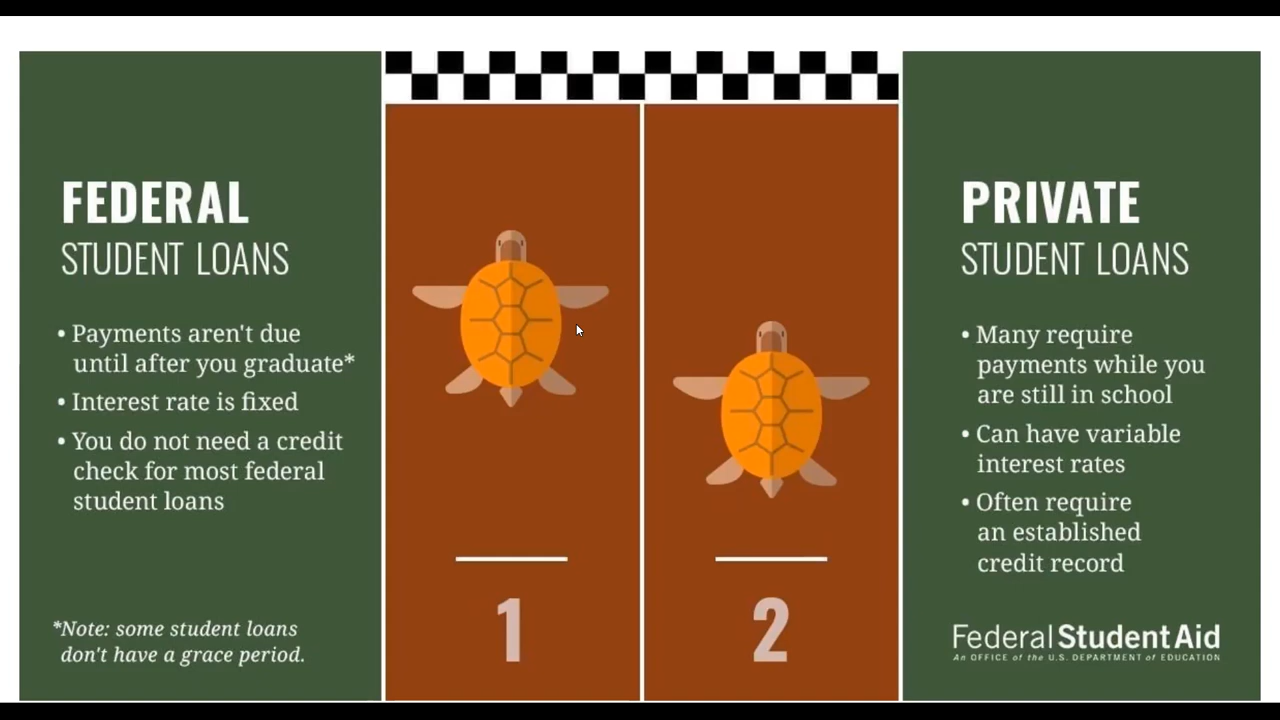 FEDERAL
STUDENT LOANS
• Payments aren't due
until after you graduate*
• Interest rate is fixed
• You do not need a credit
check for most federal
student loans
*Note: some student loans
don't have a grace period.
1
2
PRIVATE
STUDENT LOANS
• Many require
payments while you
are still in school
• Can have variable
interest rates
• Often require
an established
credit record
Federal StudentAid
An OFFICE of the U.S. DEPARTMENT of EDUCATION